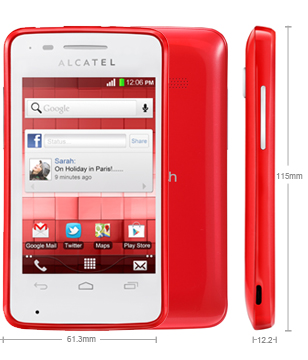 ALCATEL
12:06 PM
Google
Status...
Share
Sarah:
On Holiday in Paris!......
9 minutes ago
Google Mail Twitter Maps Play Store
115mm
61.3mm
12.2